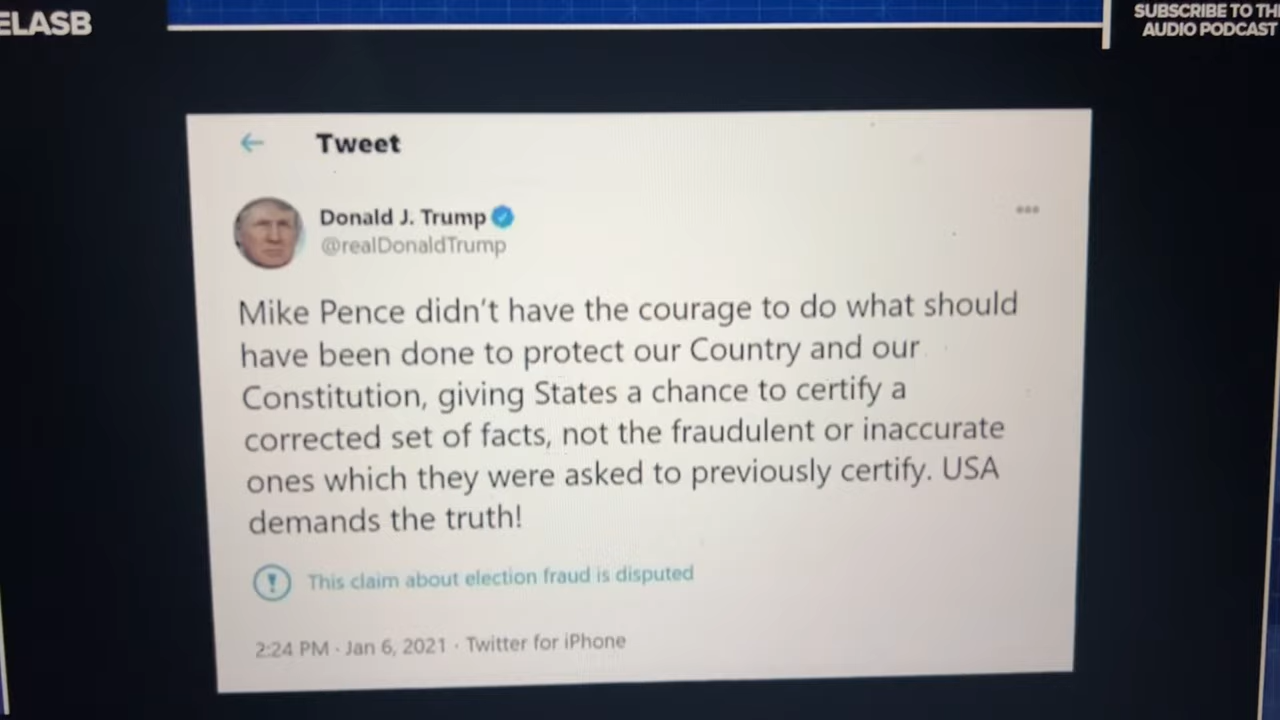 ELASB
SUBSCRIBE TO TH
AUDIO PODCAST
Tweet
Donald J. Trump
@realDonaldTrump
Mike Pence didn't have the courage to do what should
have been done to protect our Country and our
Constitution, giving States a chance to certify a
corrected set of facts, not the fraudulent or inaccurate
ones which they were asked to previously certify. USA
demands the truth!
This claim about election fraud is disputed
2:24 PM · Jan 6, 2021 · Twitter for iPhone